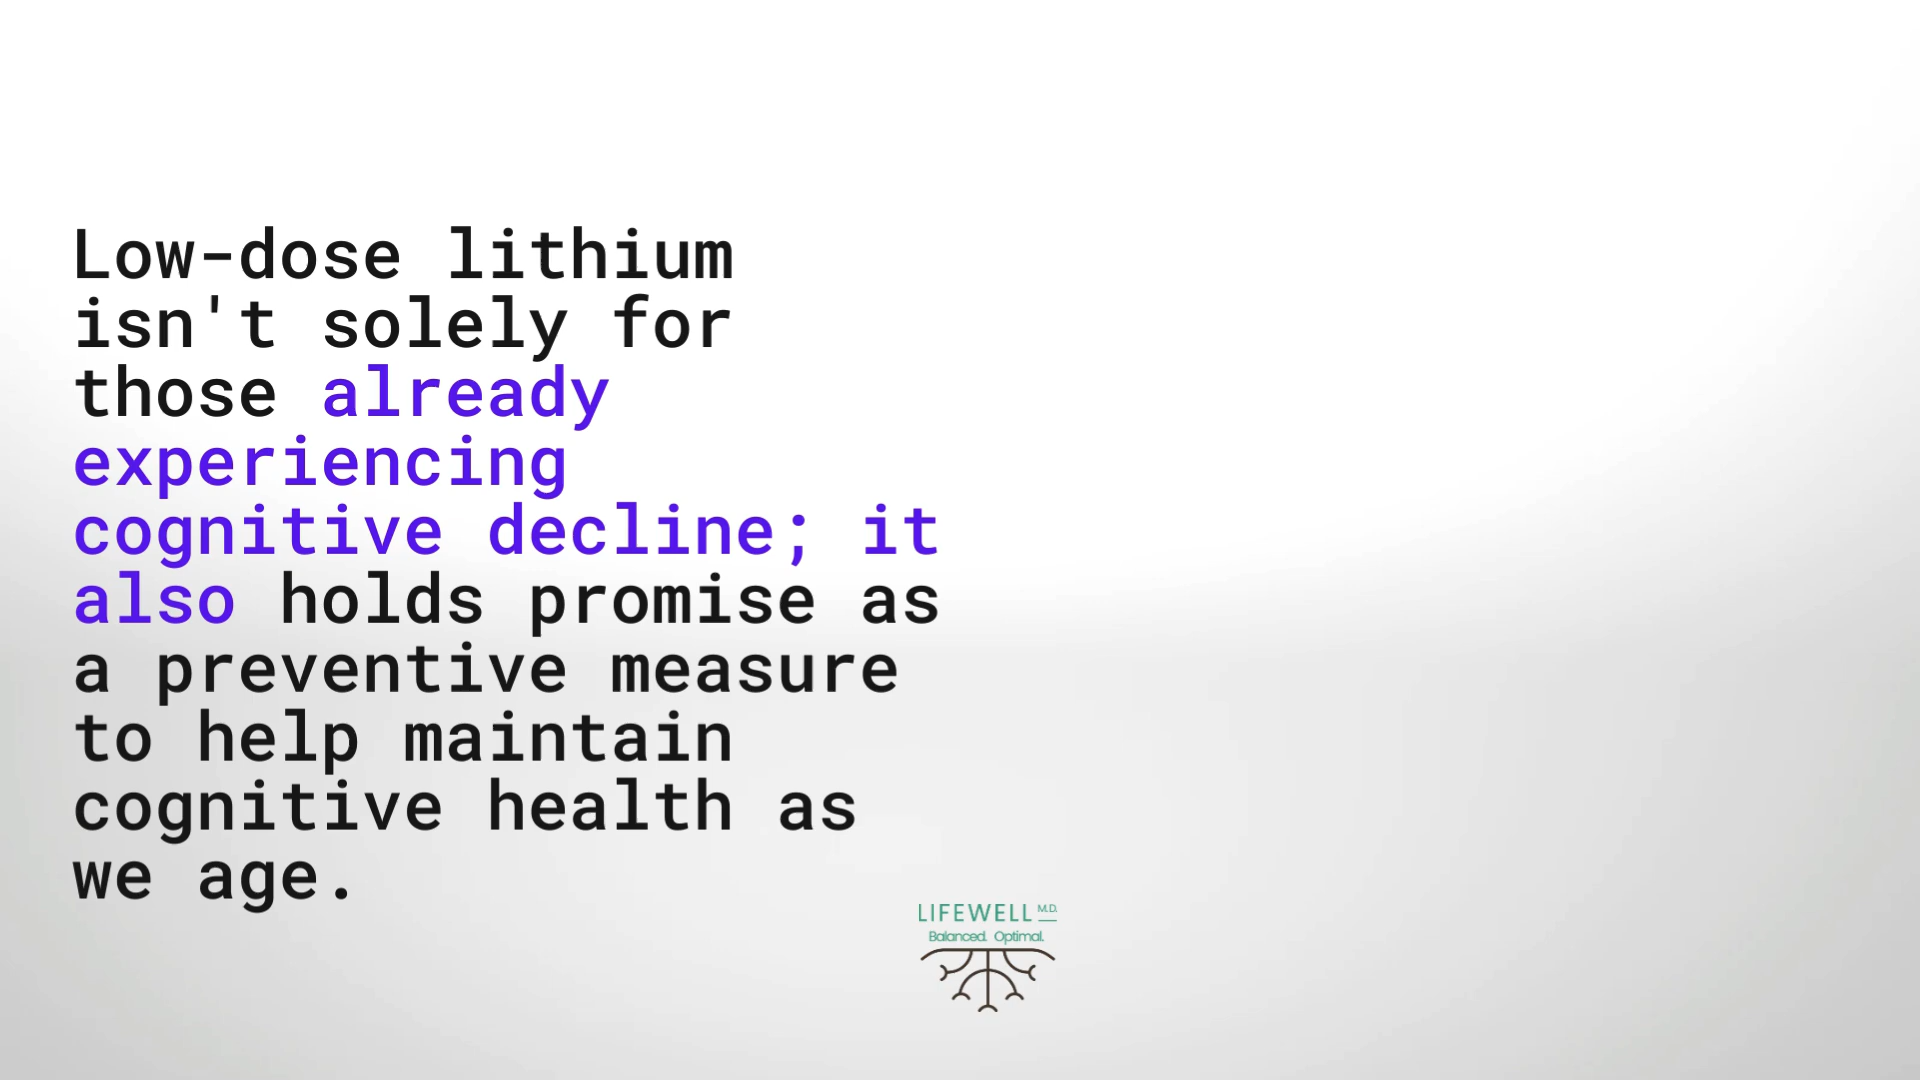 Low-dose lithium
isn't solely for
those already
experiencing
cognitive decline; it
also holds promise as
a preventive measure
to help maintain
cognitive health as
we age.
LIFEWELL M.D.
Balanced. Optimal.